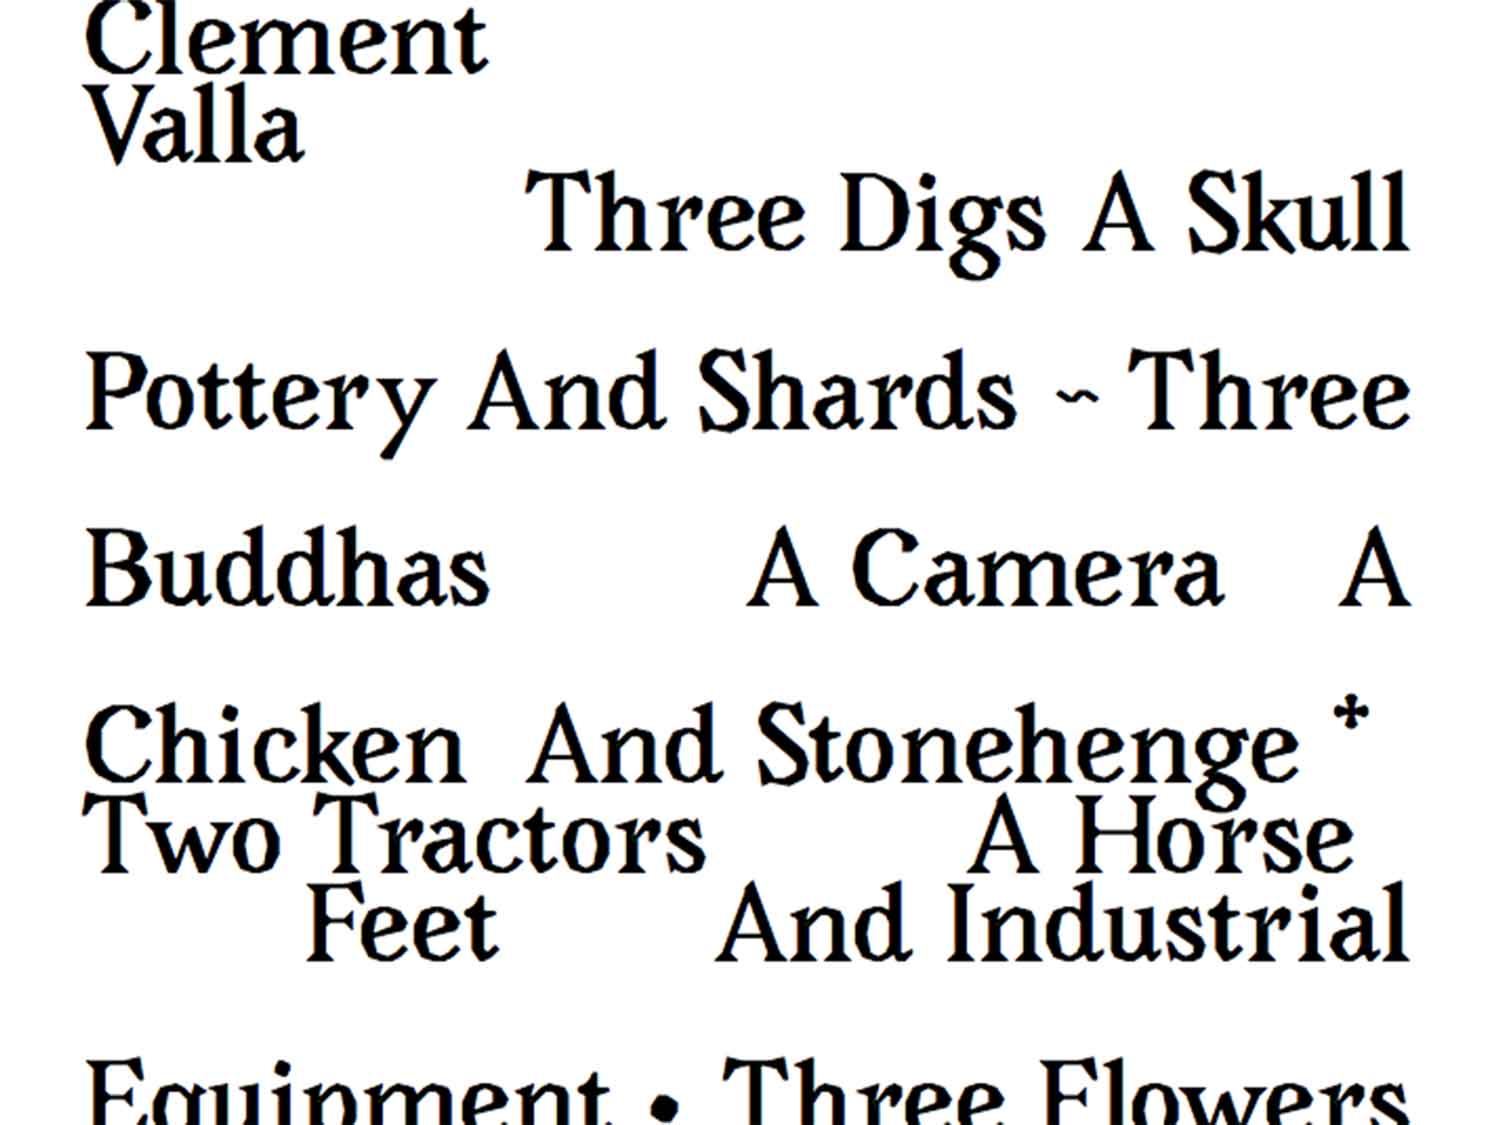 Clement
Valla
Three Digs A Skull
Pottery And Shards ~ Three
Buddhas A Camera A
Chicken And Stonehenge ✢
Two Tractors A Horse
Feet And Industrial
Equipment • Three Flowers